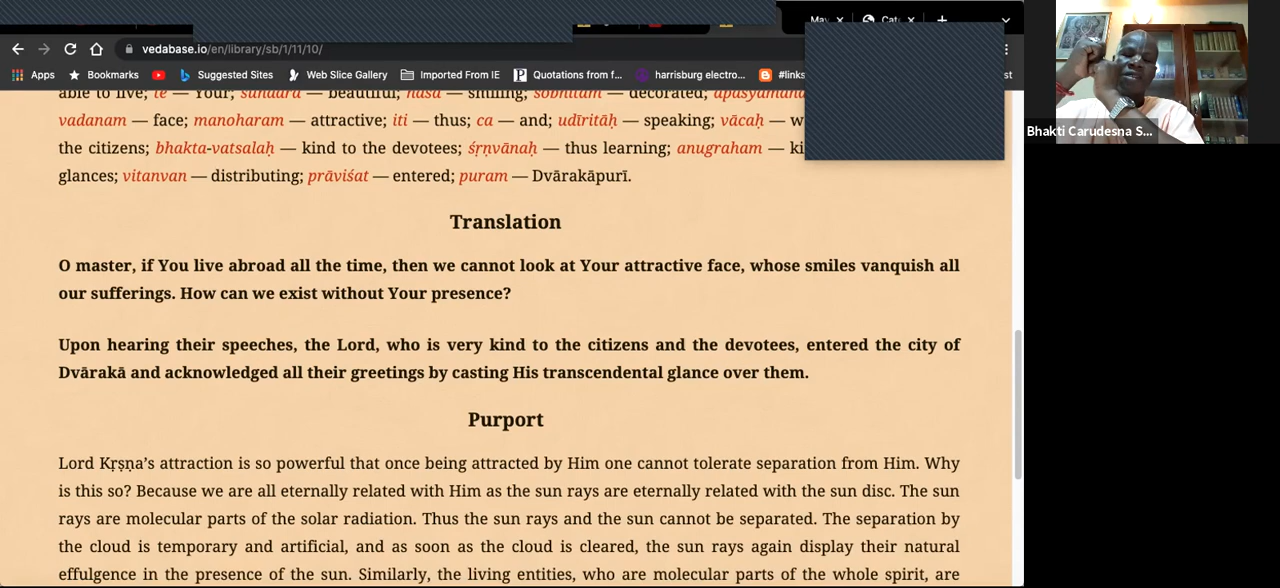 May
Cat
vedabase.io/en/library/sb/1/11/10/
Apps Bookmarks Suggested Sites Web Slice Gallery Imported From IE Quotations from f... harrisburg electro... #links st
able to live; te — Your; sundara — beautiful; hāsa — smiling; śobhitam — decorated; apaśyamānā
vadanam — face; manoharam — attractive; iti — thus; ca — and; udīritāḥ — speaking; vācaḥ — w
the citizens; bhakta-vatsalaḥ — kind to the devotees; śṛṇvānaḥ — thus learning; anugraham — ki
glances; vitanvan — distributing; prāviśat — entered; puram — Dvārakāpurī.
Translation
O master, if You live abroad all the time, then we cannot look at Your attractive face, whose smiles vanquish all
our sufferings. How can we exist without Your presence?
Upon hearing their speeches, the Lord, who is very kind to the citizens and the devotees, entered the city of
Dvārakā and acknowledged all their greetings by casting His transcendental glance over them.
Purport
Lord Kṛṣṇa’s attraction is so powerful that once being attracted by Him one cannot tolerate separation from Him. Why
is this so? Because we are all eternally related with Him as the sun rays are eternally related with the sun disc. The sun
rays are molecular parts of the solar radiation. Thus the sun rays and the sun cannot be separated. The separation by
the cloud is temporary and artificial, and as soon as the cloud is cleared, the sun rays again display their natural
effulgence in the presence of the sun. Similarly, the living entities, who are molecular parts of the whole spirit, are
Bhakti Carudesna S...